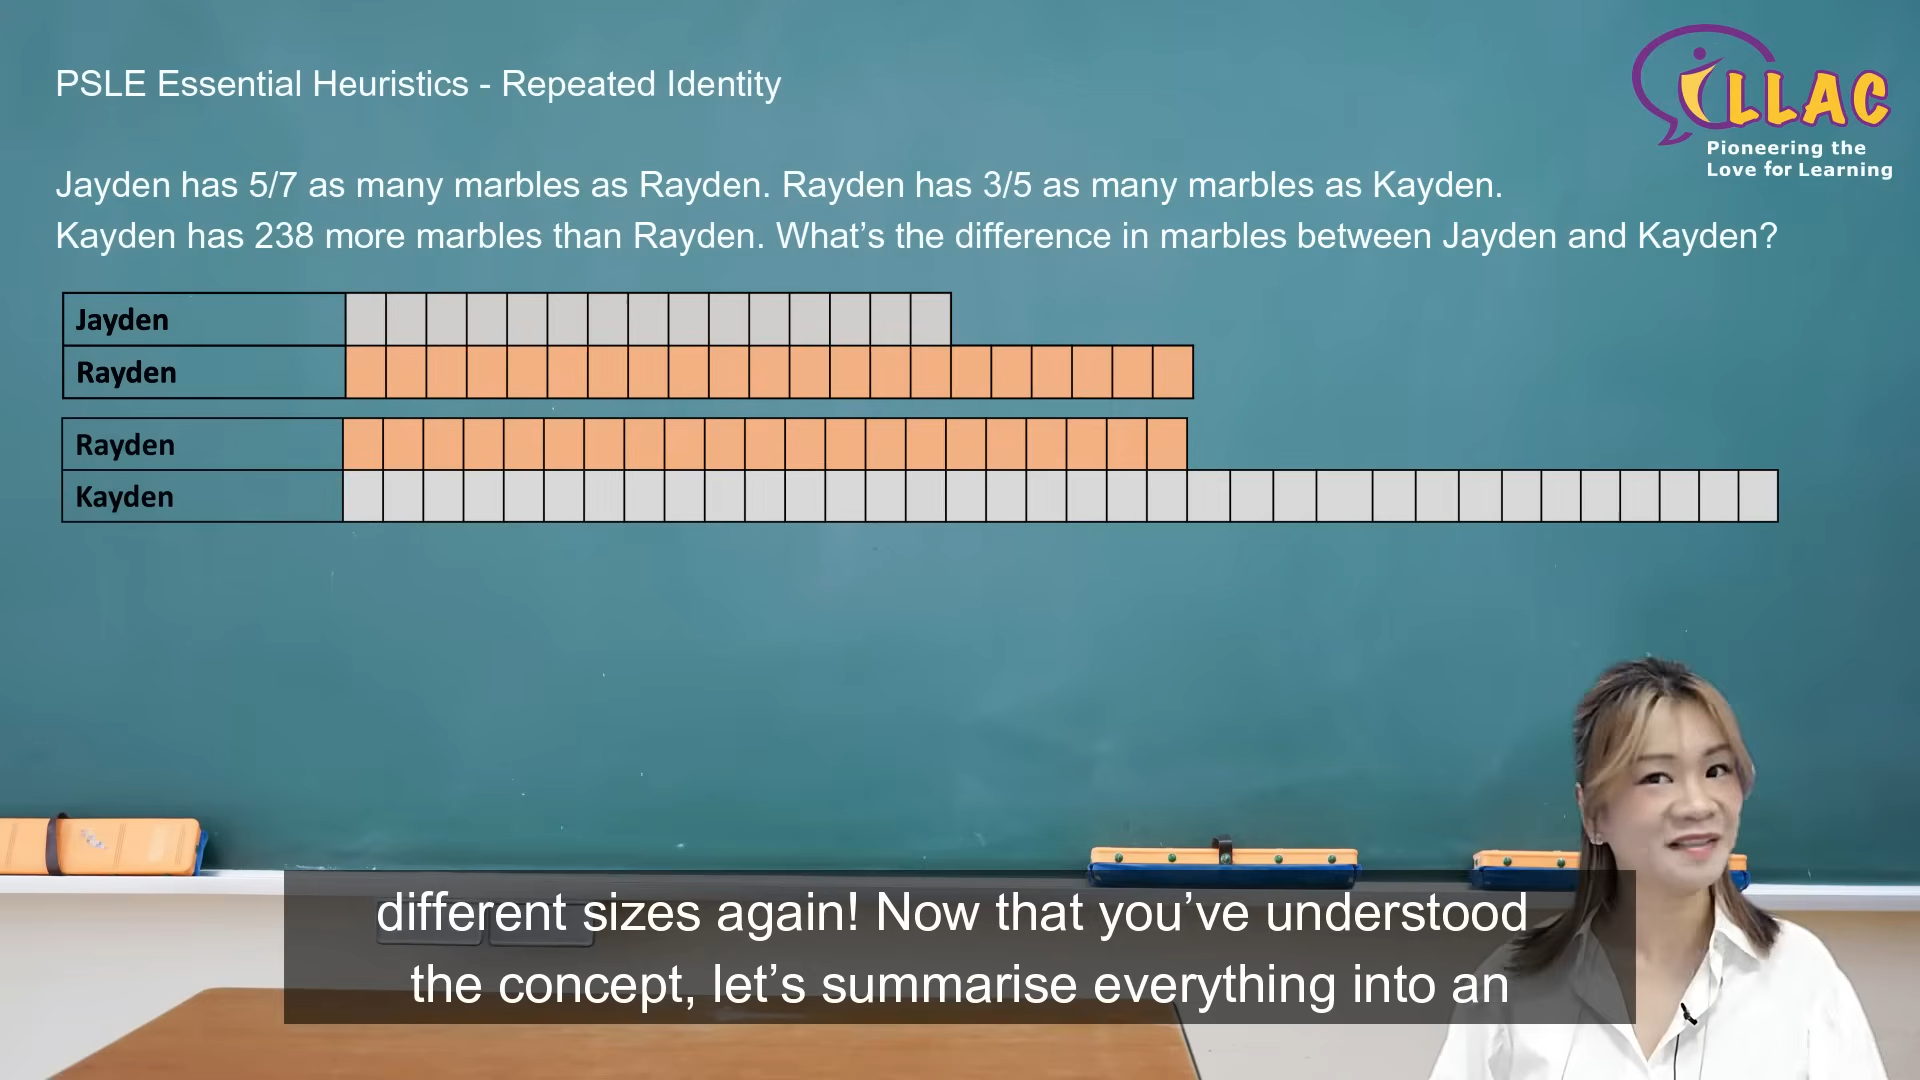 PSLE Essential Heuristics - Repeated Identity
iLLAC
Pioneering the
Love for Learning
Jayden has 5/7 as many marbles as Rayden. Rayden has 3/5 as many marbles as Kayden.
Kayden has 238 more marbles than Rayden. What’s the difference in marbles between Jayden and Kayden?
Jayden
Rayden
Rayden
Kayden
different sizes again! Now that you’ve understood
the concept, let’s summarise everything into an